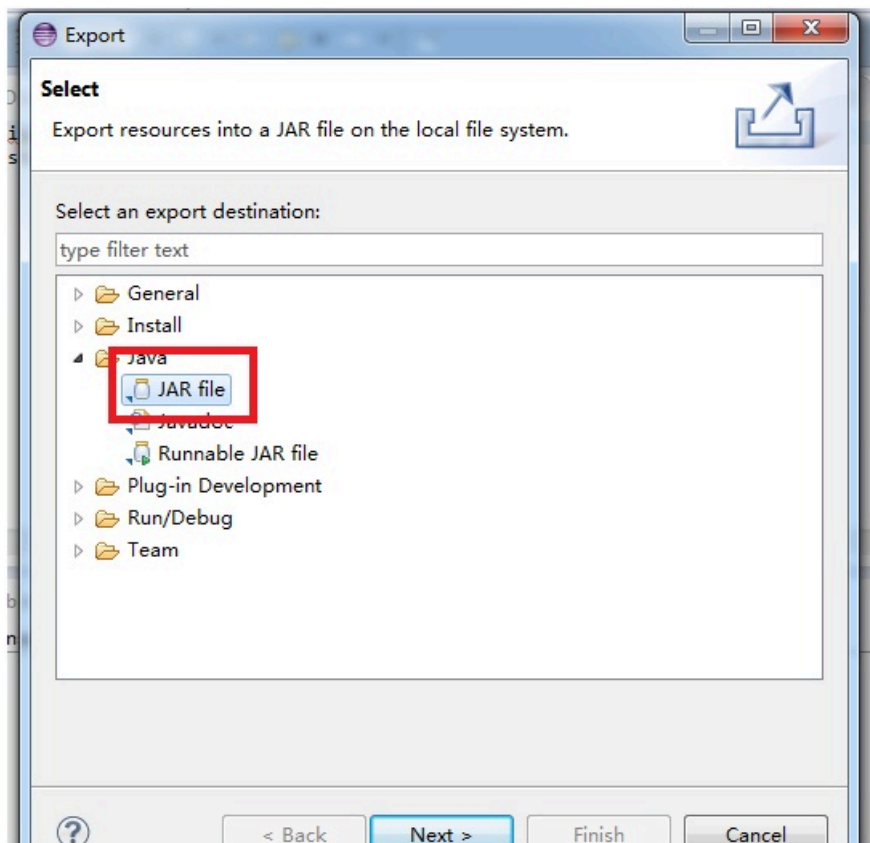 Export
Select
Export resources into a JAR file on the local file system.
Select an export destination:
type filter text
General
Install
Java
JAR file
Javadoc
Runnable JAR file
Plug-in Development
Run/Debug
Team
< Back Next > Finish Cancel